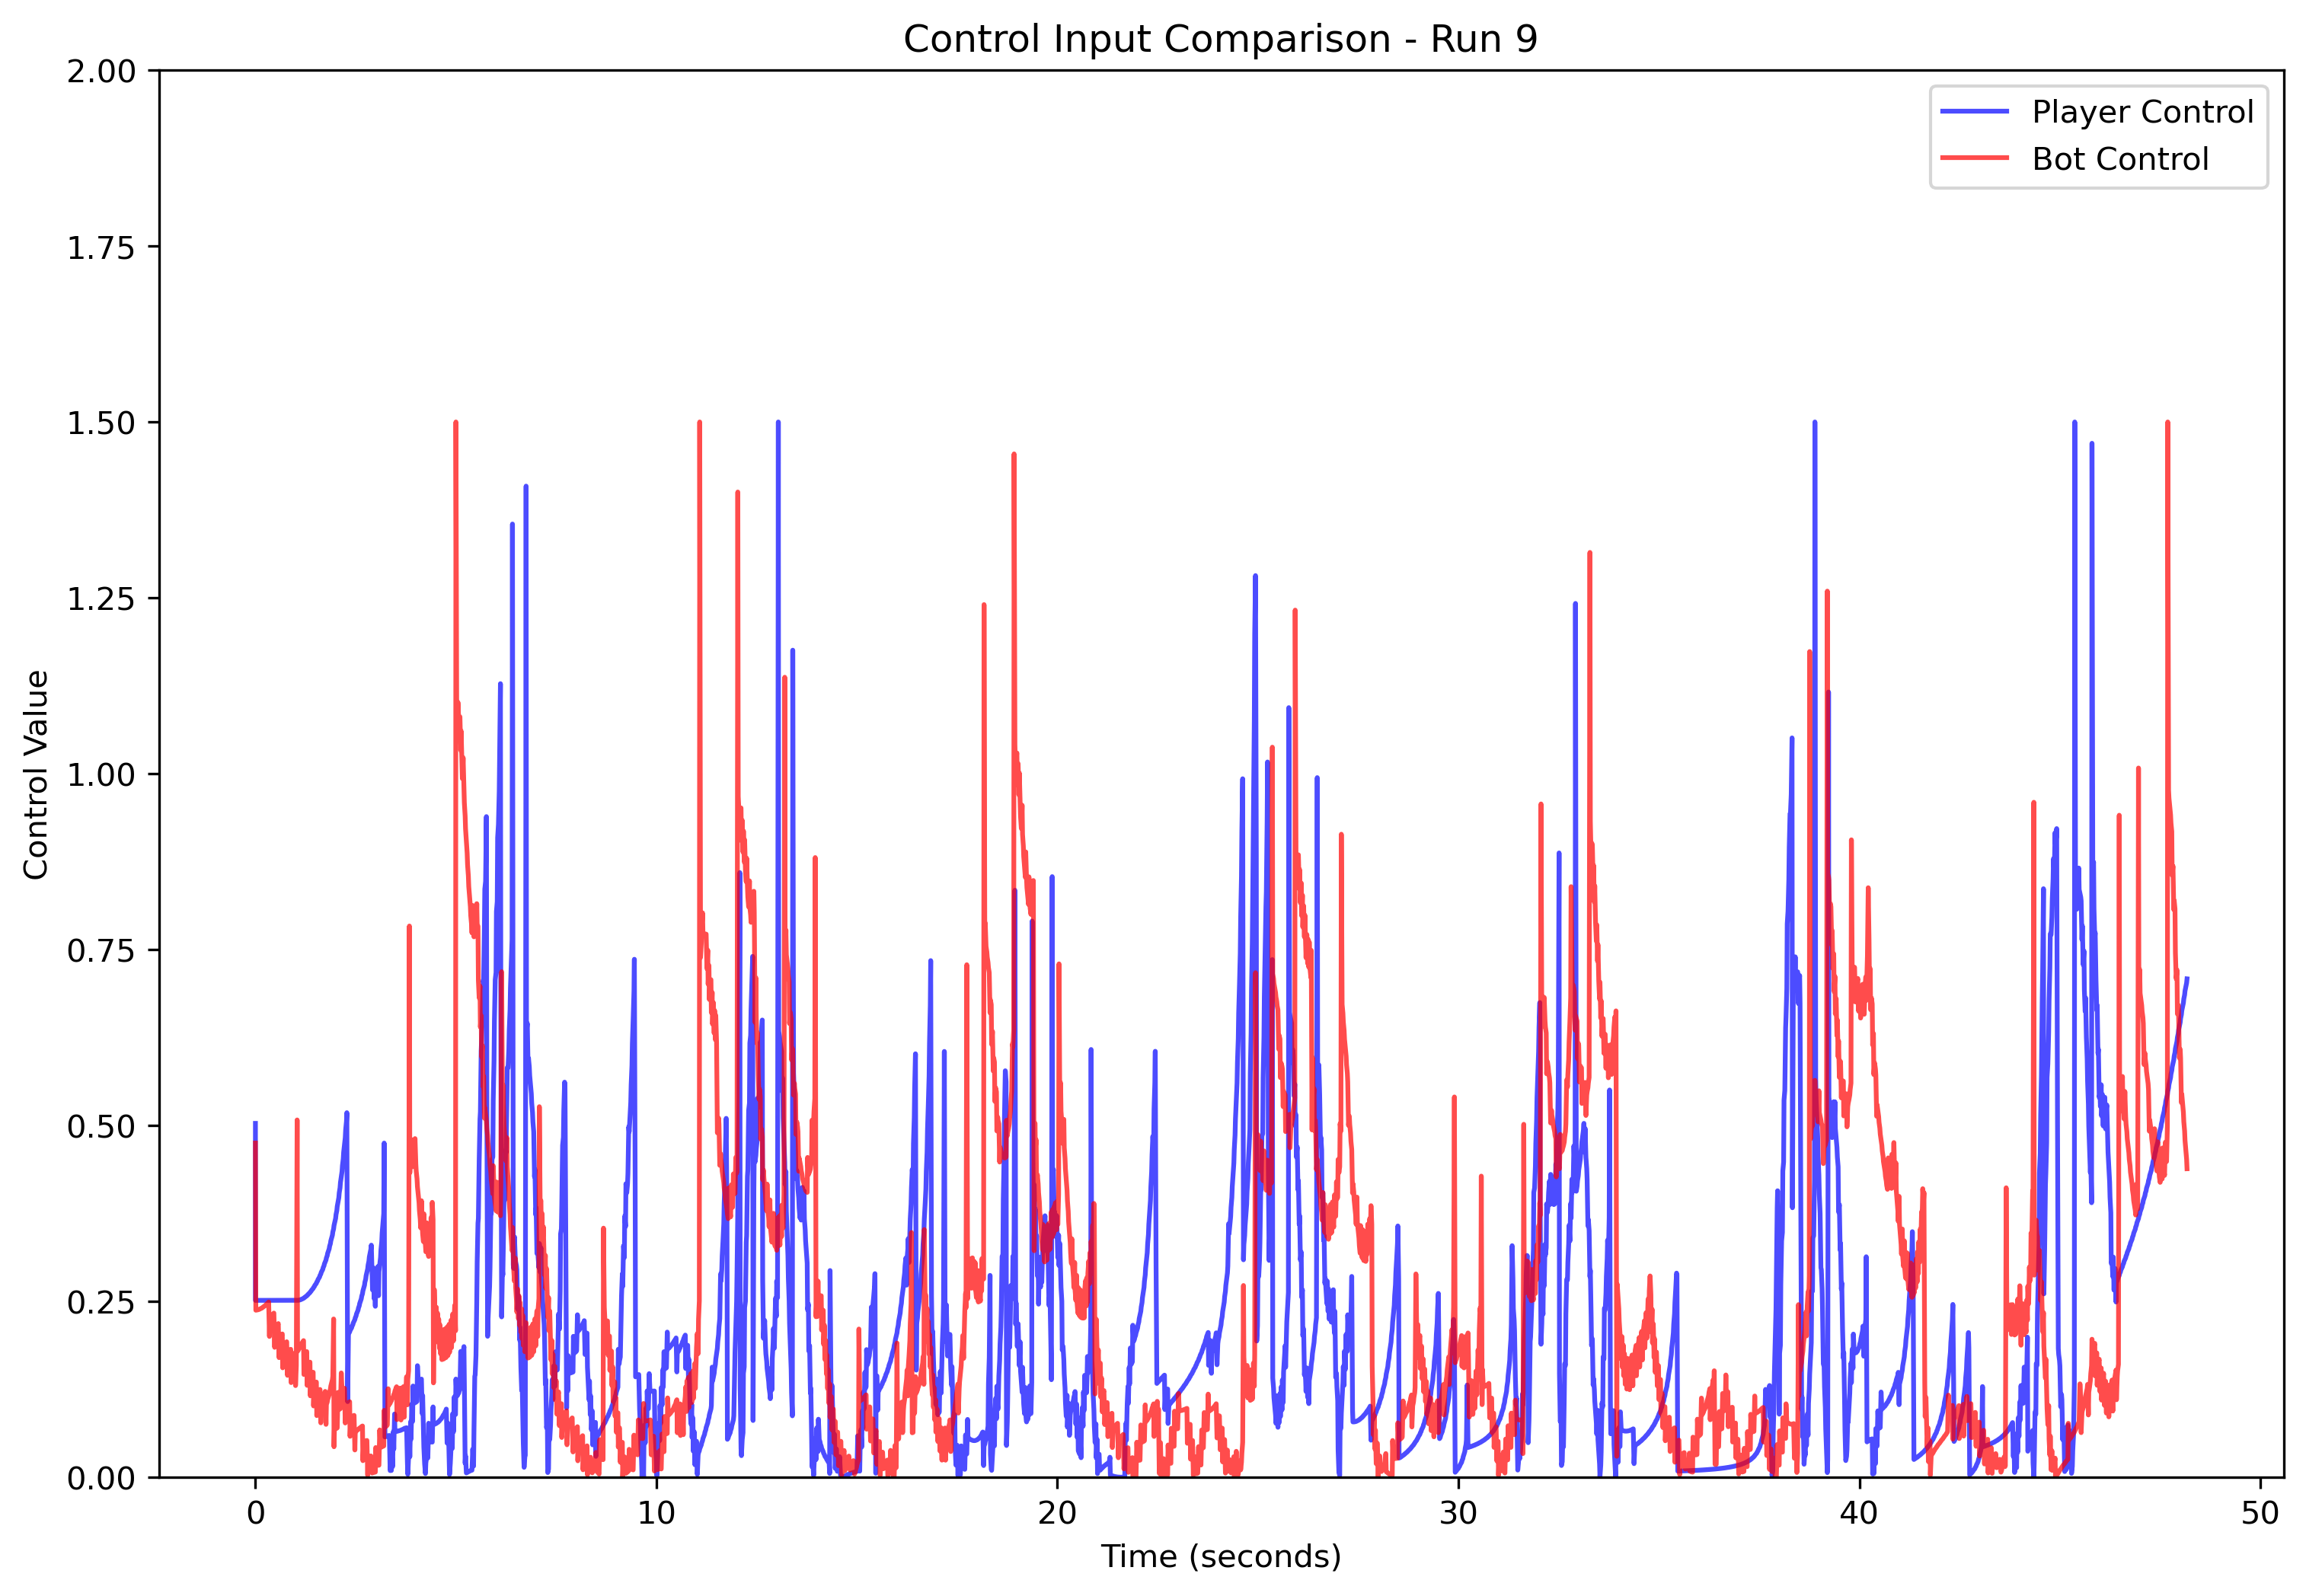 Control Input Comparison - Run 9
Player Control
Bot Control
Control Value
2.00
1.75
1.50
1.25
1.00
0.75
0.50
0.25
0.00
0 10 20 30 40 50
Time (seconds)